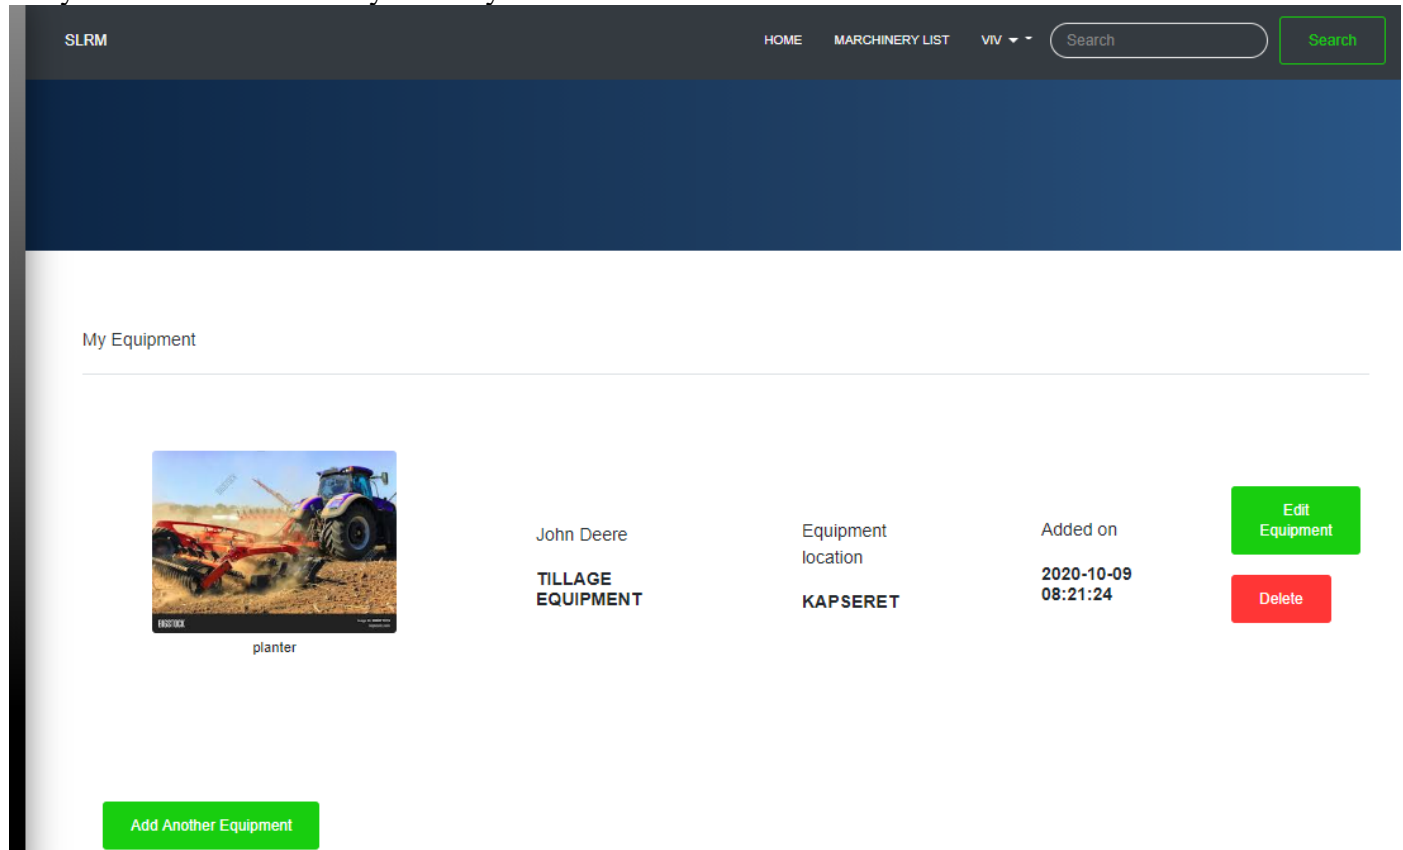 SLRM
HOME MARCHINERY LIST VIV Search Search
My Equipment
BIGSTOCK
planter
John Deere
TILLAGE
EQUIPMENT
Equipment
location
KAPSERET
Added on
2020-10-09
08:21:24
Edit
Equipment
Delete
Add Another Equipment